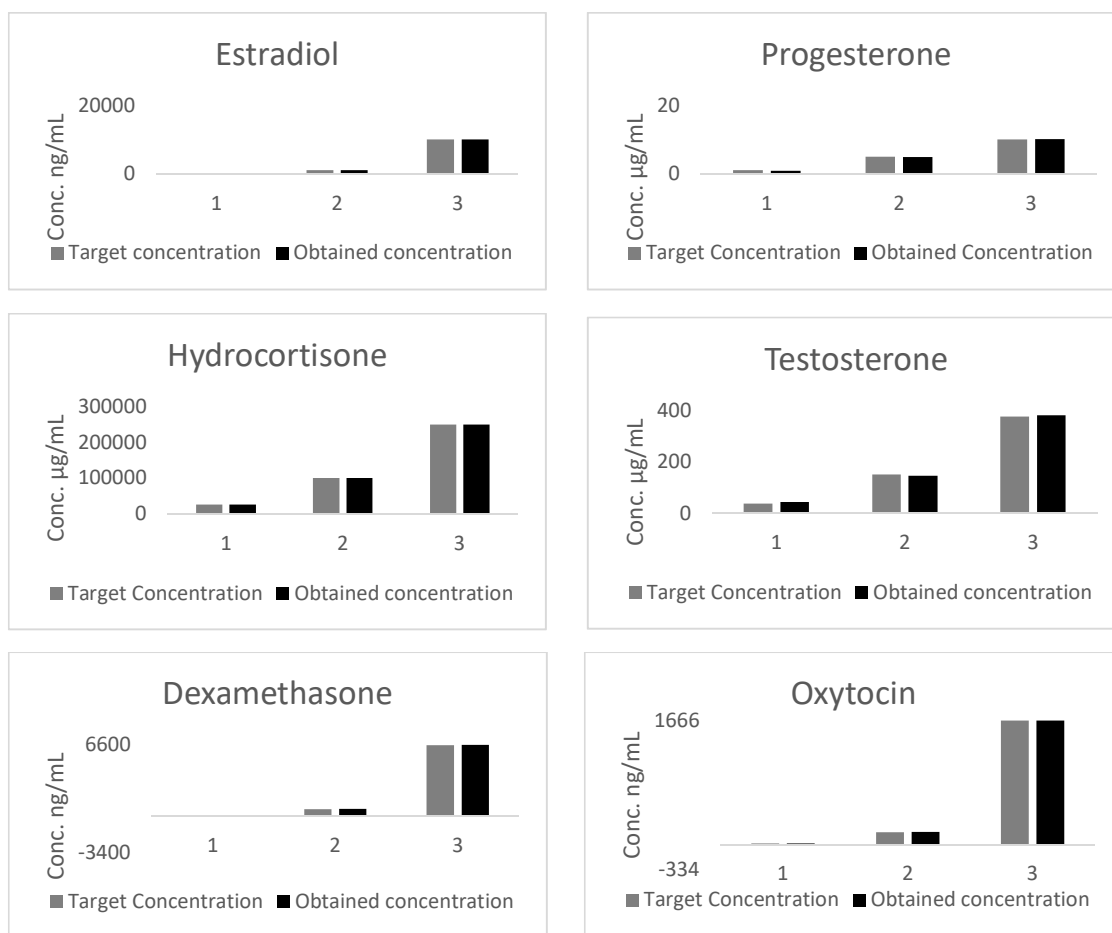 Estradiol
Conc. ng/mL
20000
0
1 2 3
Target concentration Obtained concentration
Progesterone
Conc. µg/mL
20
0
1 2 3
Target Concentration Obtained Concentration
Hydrocortisone
Conc. µg/mL
300000
200000
100000
0
1 2 3
Target Concentration Obtained concentration
Testosterone
Conc. µg/mL
400
200
0
1 2 3
Target Concentration Obtained concentration
Dexamethasone
Conc. ng/mL
6600
-3400
1 2 3
Target Concentration Obtained concentration
Oxytocin
Conc. ng/mL
1666
-334
1 2 3
Target Concentration Obtained concentration